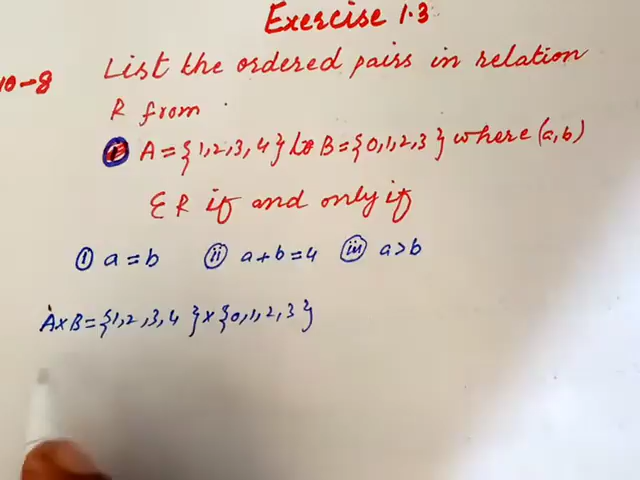 Exercise 1.3
10-8 List the ordered pairs in relation
R from
(i) A = {1,2,3,4} to B = {0,1,2,3} where (a,b)
∈ R if and only if
(i) a = b (ii) a + b = 4 (iii) a > b
A×B = {1,2,3,4} × {0,1,2,3}